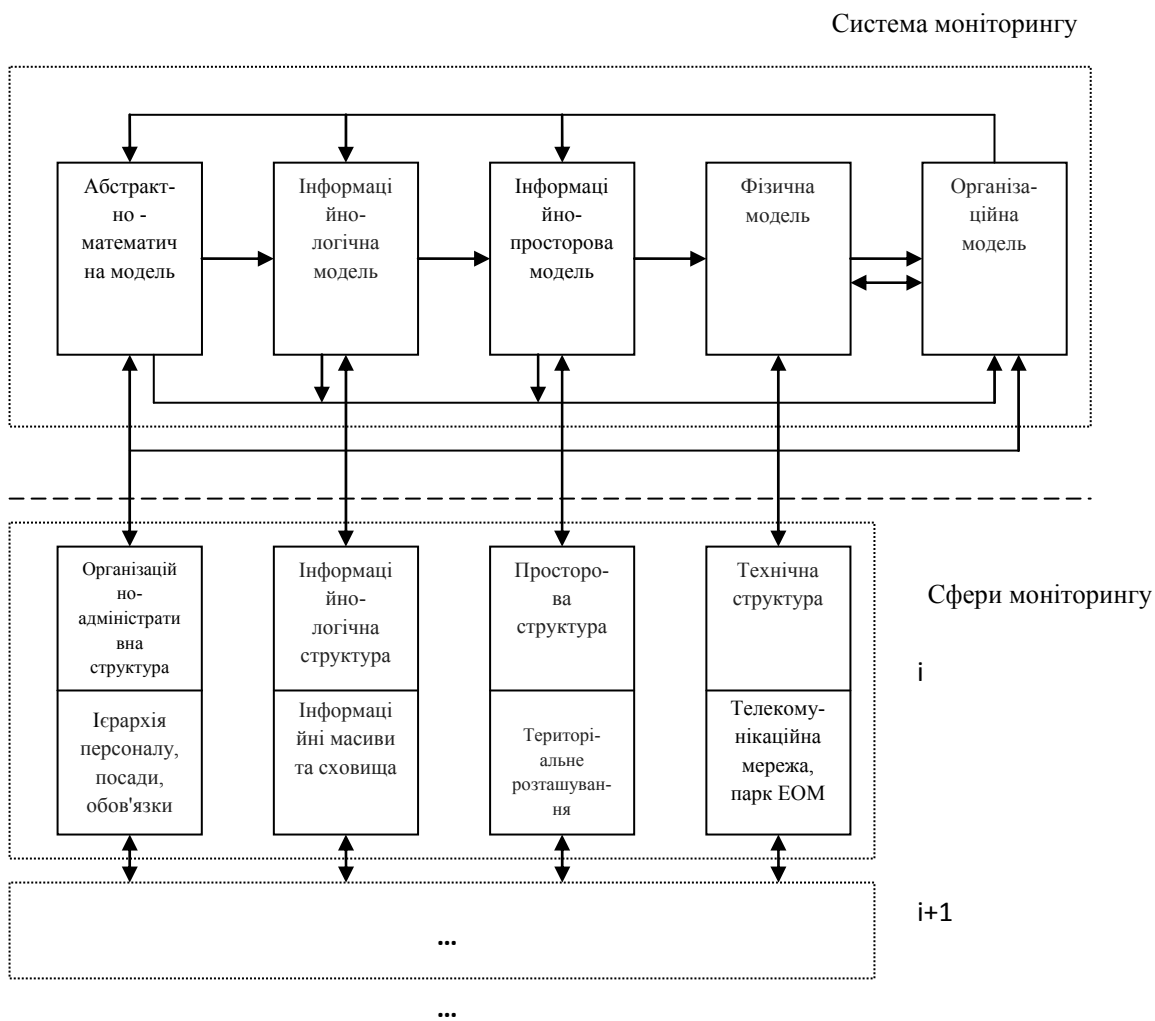 Система моніторингу
Абстракт-
но -
математич
на модель
Інформаці
йно-
логічна
модель
Інформаці
йно-
просторова
модель
Фізична
модель
Організа-
ційна
модель
Організацій
но-
адміністрати
вна
структура
Інформаці
йно-
логічна
структура
Просторо-
ва
структура
Технічна
структура
Сфери моніторингу
i
Ієрархія
персоналу,
посади,
обов'язки
Інформаці
йні масиви
та сховища
Територі-
альне
розташуван-
ня
Телекому-
нікаційна
мережа,
парк ЕОМ
i+1
...
...